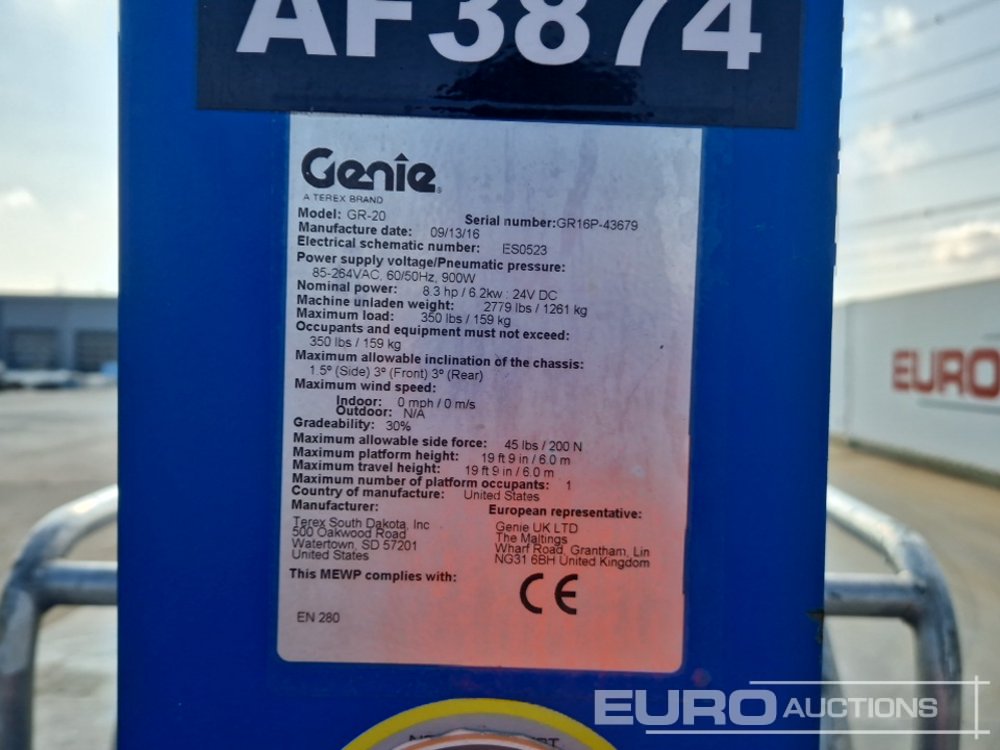 AF3874
Genie
A TEREX BRAND
Model: GR-20 Serial number:GR16P-43679
Manufacture date: 09/13/16
Electrical schematic number: ES0523
Power supply voltage/Pneumatic pressure:
85-264VAC, 60/50Hz, 900W
Nominal power: 8.3 hp / 6.2kw : 24V DC
Machine unladen weight: 2779 lbs / 1261 kg
Maximum load: 350 lbs / 159 kg
Occupants and equipment must not exceed:
350 lbs / 159 kg
Maximum allowable inclination of the chassis:
1.5º (Side) 3º (Front) 3º (Rear)
Maximum wind speed:
Indoor: 0 mph / 0 m/s
Outdoor: N/A
Gradeability: 30%
Maximum allowable side force: 45 lbs / 200 N
Maximum platform height: 19 ft 9 in / 6.0 m
Maximum travel height: 19 ft 9 in / 6.0 m
Maximum number of platform occupants: 1
Country of manufacture: United States
Manufacturer:
Terex South Dakota, Inc
500 Oakwood Road
Watertown, SD 57201
United States
European representative:
Genie UK LTD
The Maltings
Wharf Road, Grantham, Lin
NG31 6BH United Kingdom
This MEWP complies with:
CE
EN 280
EURO
EURO AUCTIONS